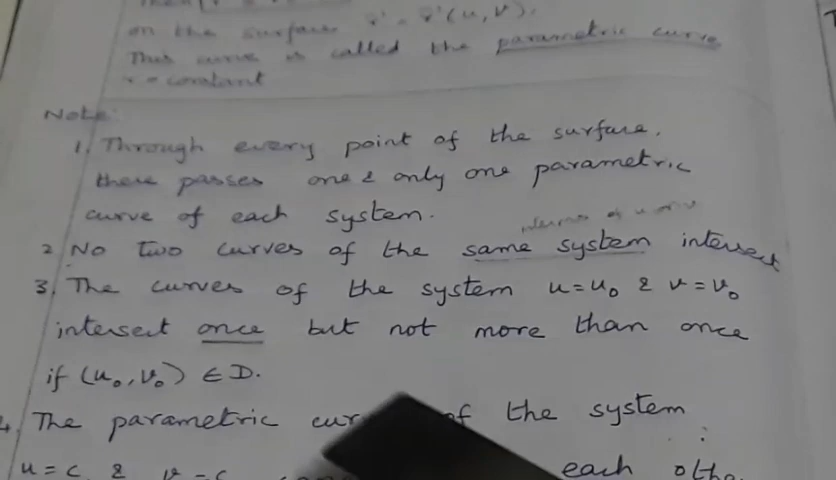 on the surface r = r(u, v).
This curve is called the parametric curve
v = constant
Note:
1. Through every point of the surface,
there passes one & only one parametric
curve of each system.
2. No two curves of the same system intersect
3. The curves of the system u = u₀ & v = v₀
intersect once but not more than once
if (u₀, v₀) ∈ D.
4. The parametric of the system
u = c & v = c each